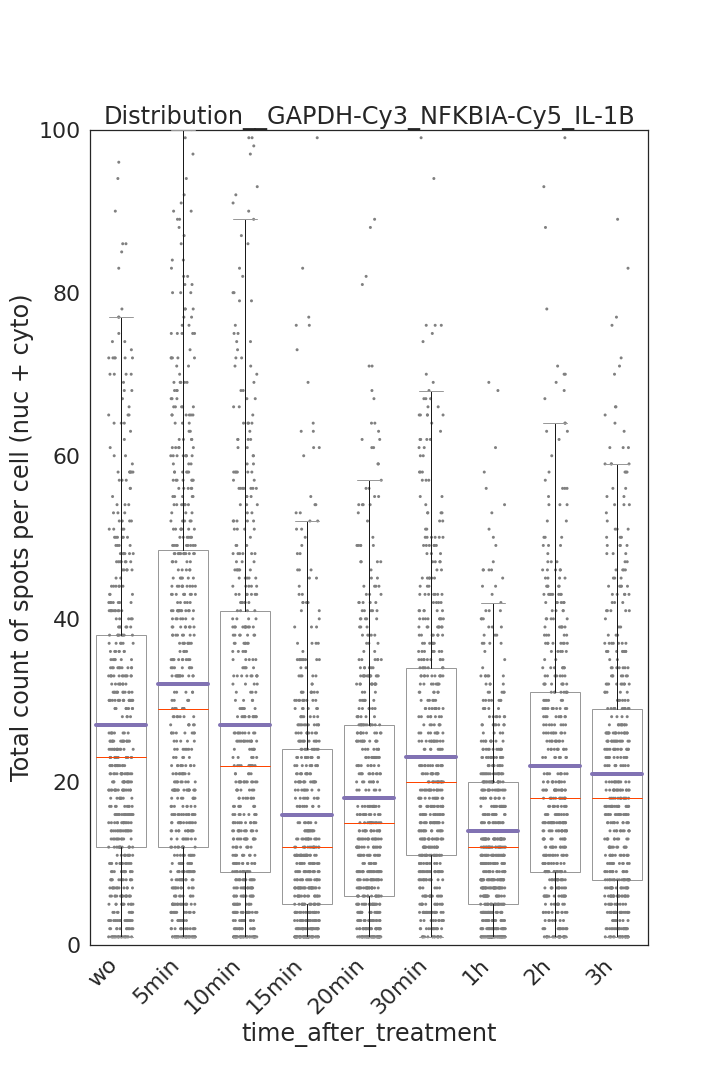 Distribution__GAPDH-Cy3_NFKBIA-Cy5_IL-1B
Total count of spots per cell (nuc + cyto)
100
80
60
40
20
0
wo
5min
10min
15min
20min
30min
1h
2h
3h
time_after_treatment